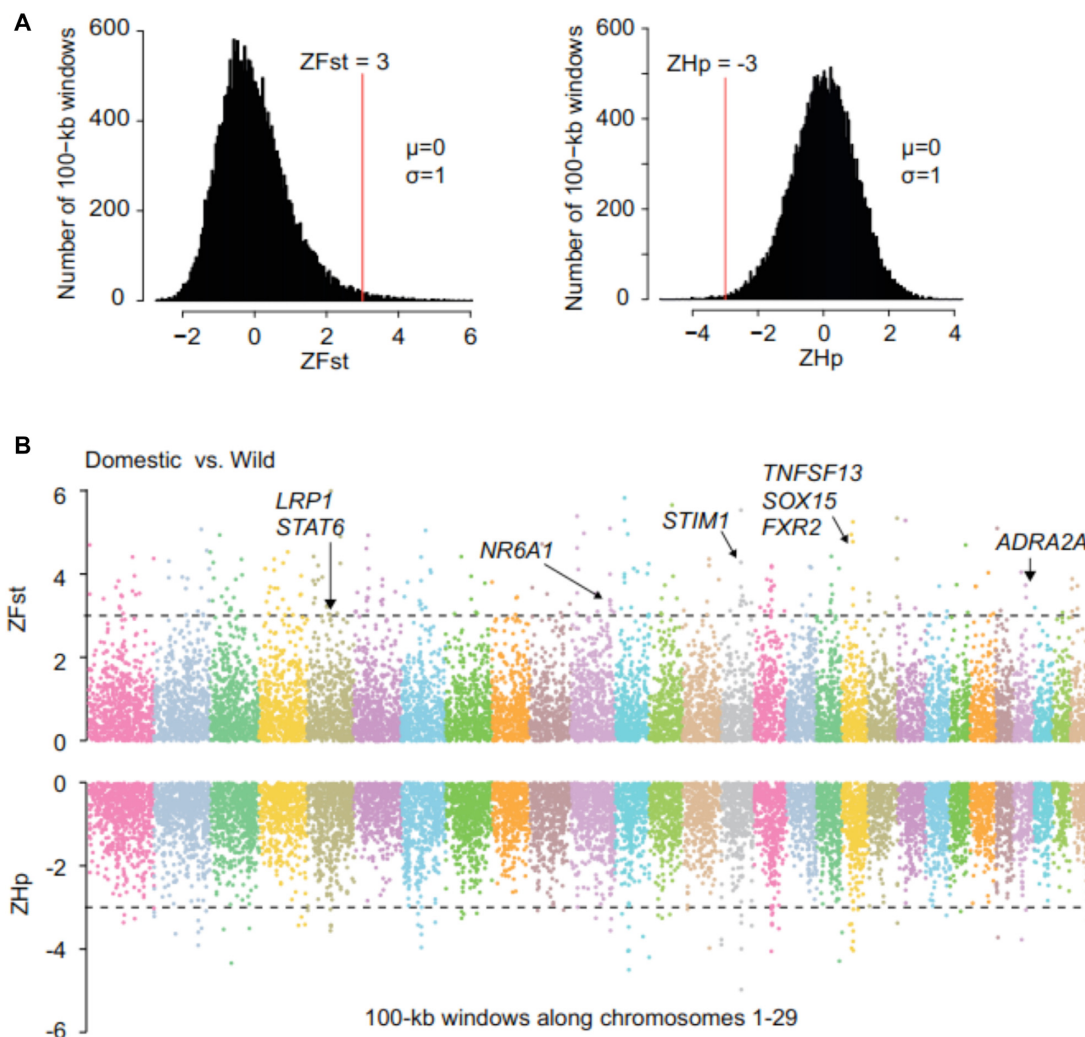 A
Number of 100-kb windows
600
400
200
0
ZFst = 3
μ=0
σ=1
−2 0 2 4 6
ZFst
Number of 100-kb windows
600
400
200
0
ZHp = -3
μ=0
σ=1
−4 −2 0 2 4
ZHp
B
Domestic vs. Wild
ZFst
6
4
2
0
LRP1
STAT6
NR6A1
STIM1
TNFSF13
SOX15
FXR2
ADRA2A
ZHp
0
-2
-4
-6
100-kb windows along chromosomes 1-29